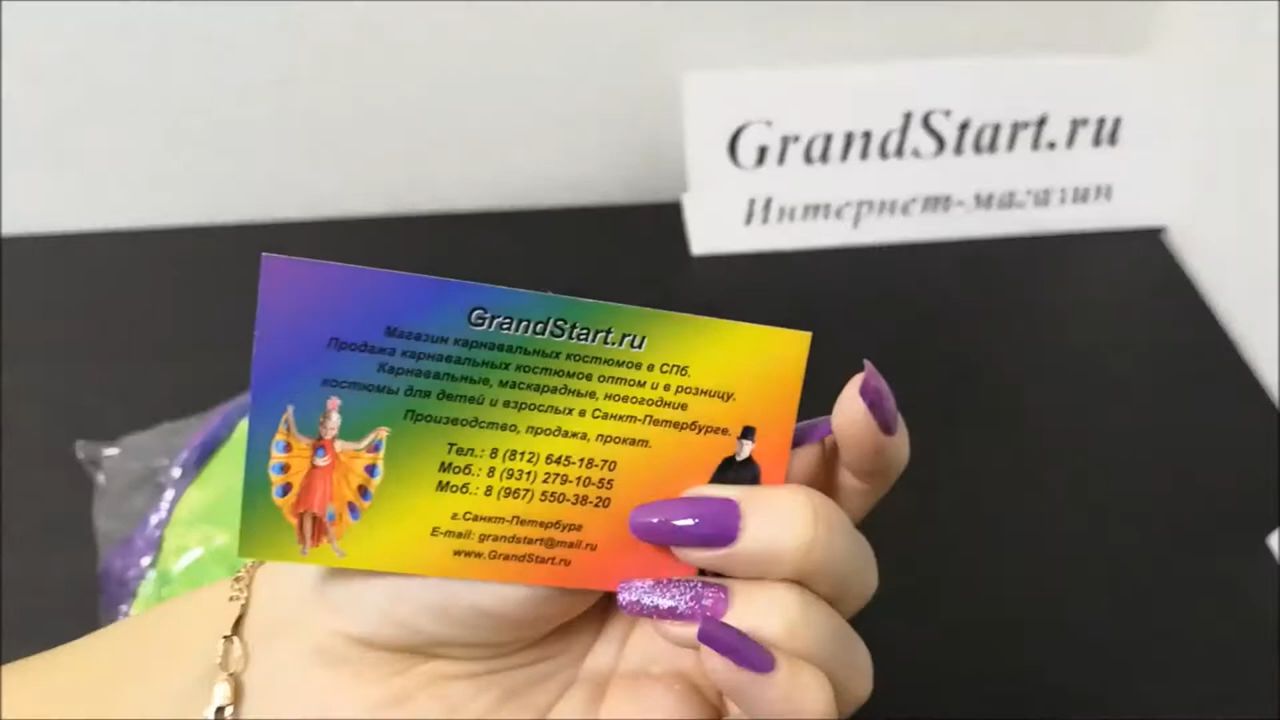 GrandStart.ru
Интернет-магазин
GrandStart.ru
Магазин карнавальных костюмов в СПб.
Продажа карнавальных костюмов оптом и в розницу.
Карнавальные, маскарадные, новогодние
костюмы для детей и взрослых в Санкт-Петербурге.
Производство, продажа, прокат.
Тел.: 8 (812) 645-18-70
Моб.: 8 (931) 279-10-55
Моб.: 8 (967) 550-38-20
г.Санкт-Петербург
E-mail: grandstart@mail.ru
www.GrandStart.ru